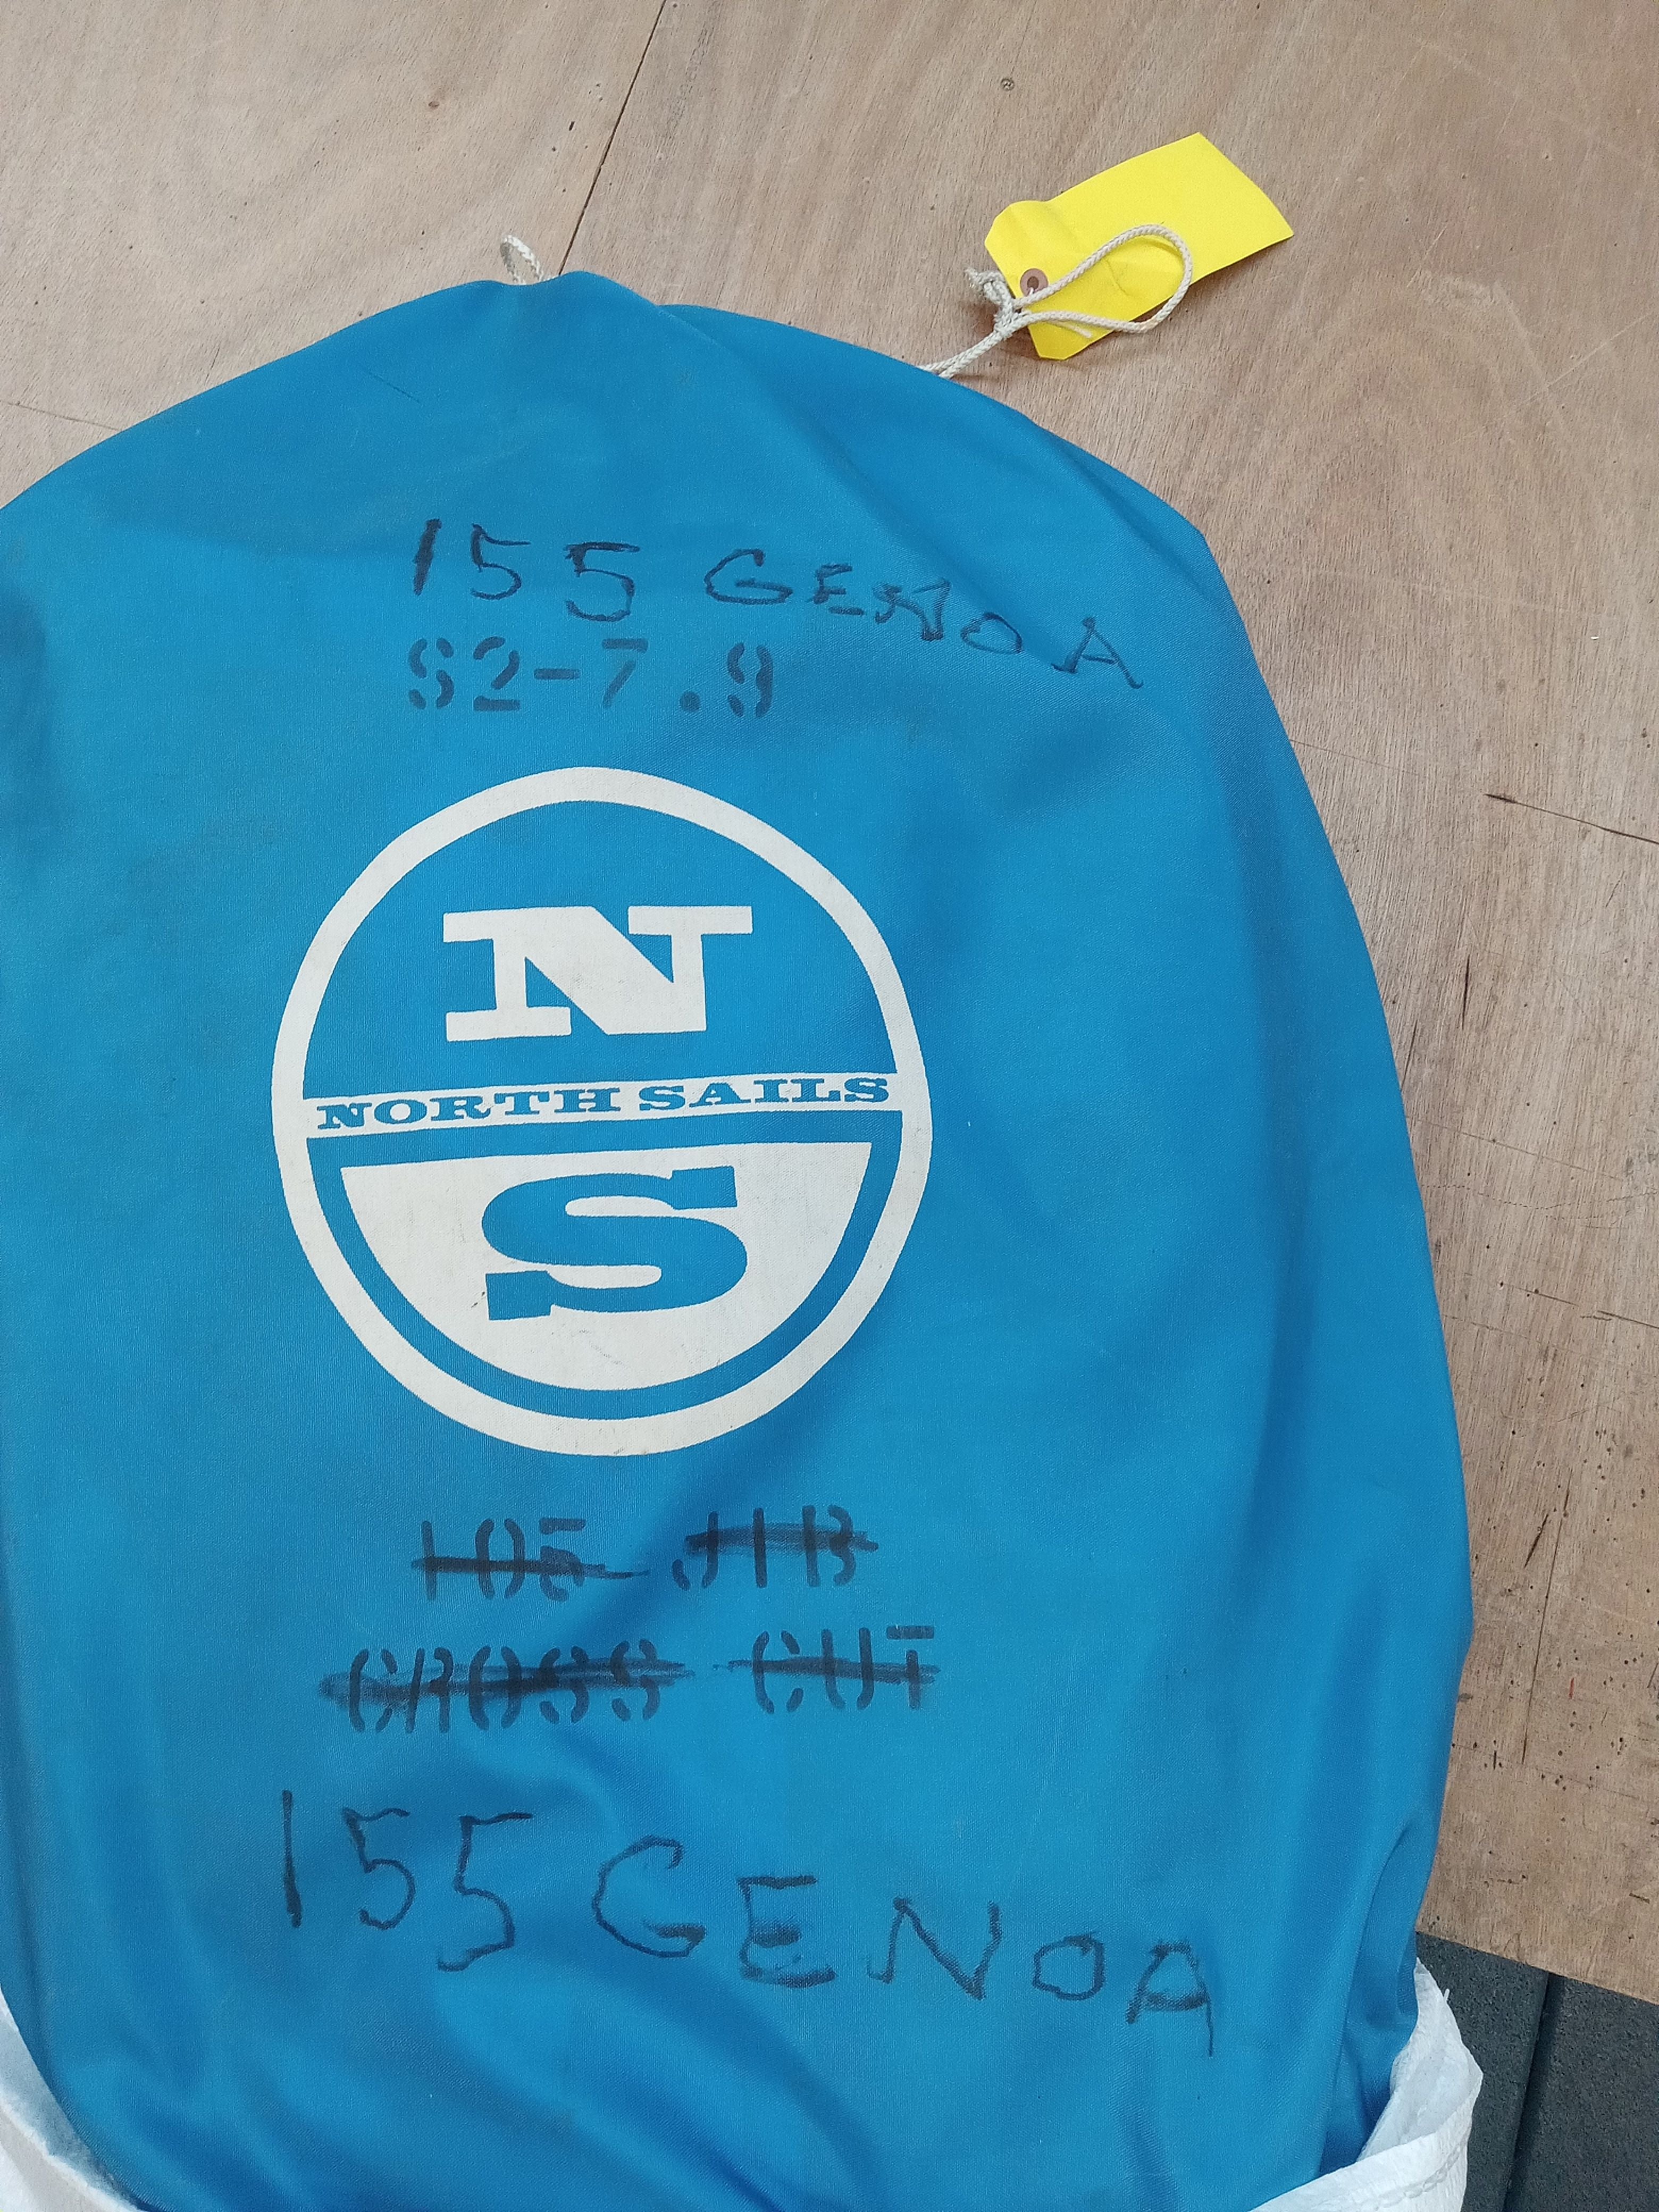 155 GENOA
S2-7.9
N
NORTH SAILS
S
105 JIB
CROSS CUT
155 GENOA